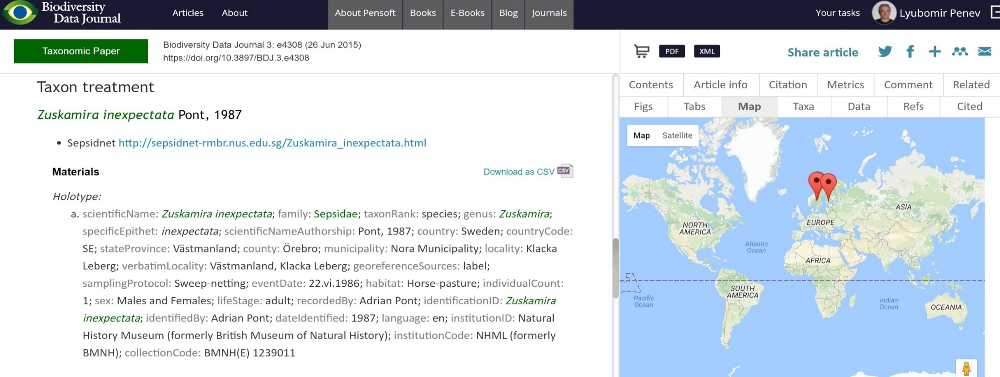 Biodiversity
Data Journal
Articles About About Pensoft Books E-Books Blog Journals Your tasks Lyubomir Penev
Taxonomic Paper
Biodiversity Data Journal 3: e4308 (26 Jun 2015)
https://doi.org/10.3897/BDJ.3.e4308
PDF XML Share article
Taxon treatment
Zuskamira inexpectata Pont, 1987
• Sepsidnet http://sepsidnet-rmbr.nus.edu.sg/Zuskamira_inexpectata.html
Materials
Download as CSV CSV
Holotype:
a. scientificName: Zuskamira inexpectata; family: Sepsidae; taxonRank: species; genus: Zuskamira;
specificEpithet: inexpectata; scientificNameAuthorship: Pont, 1987; country: Sweden; countryCode:
SE; stateProvince: Västmanland; county: Örebro; municipality: Nora Municipality; locality: Klacka
Leberg; verbatimLocality: Västmanland, Klacka Leberg; georeferenceSources: label;
samplingProtocol: Sweep-netting; eventDate: 22.vi.1986; habitat: Horse-pasture; individualCount:
1; sex: Males and Females; lifeStage: adult; recordedBy: Adrian Pont; identificationID: Zuskamira
inexpectata; identifiedBy: Adrian Pont; dateIdentified: 1987; language: en; institutionID: Natural
History Museum (formerly British Museum of Natural History); institutionCode: NHML (formerly
BMNH); collectionCode: BMNH(E) 1239011
Contents Article info Citation Metrics Comment Related
Figs Tabs Map Taxa Data Refs Cited
Map Satellite
ASIA
EUROPE
NORTH
AMERICA
Atlantic
Ocean
AFRICA
SOUTH
AMERICA
Pacific
Ocean
Indian
Ocean
OCEANIA